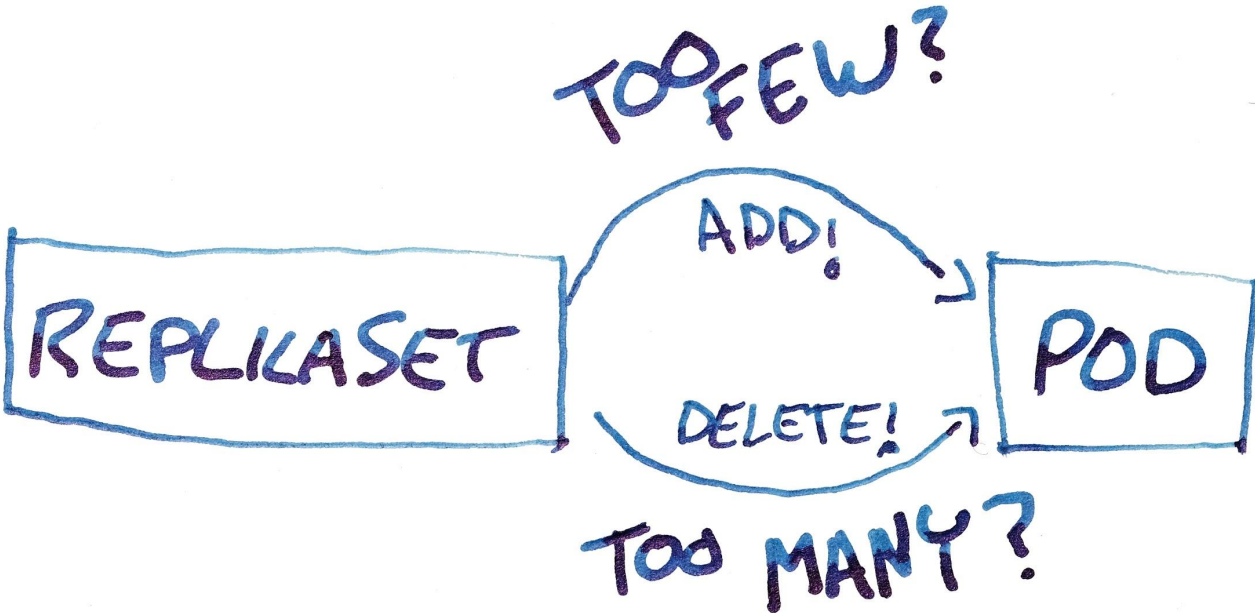 TOO FEW?
ADD!
REPLICASET
POD
DELETE!
TOO MANY?